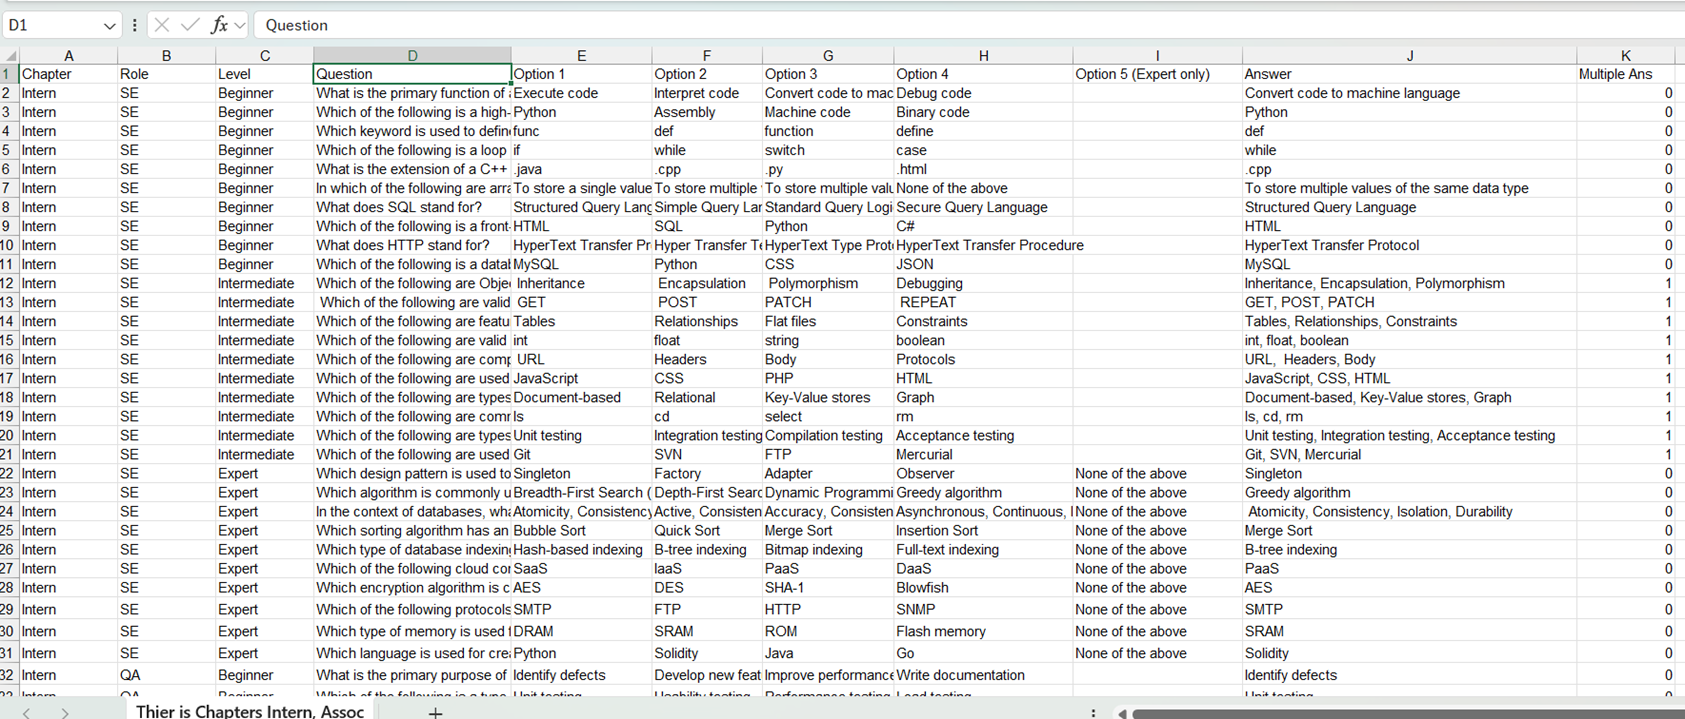 D1 fx Question
A B C D E F G H I J K
1 Chapter Role Level Question Option 1 Option 2 Option 3 Option 4 Option 5 (Expert only) Answer Multiple Ans
2 Intern SE Beginner What is the primary function of Execute code Interpret code Convert code to mac Debug code Convert code to machine language 0
3 Intern SE Beginner Which of the following is a high- Python Assembly Machine code Binary code Python 0
4 Intern SE Beginner Which keyword is used to defin func def function define def 0
5 Intern SE Beginner Which of the following is a loop if while switch case while 0
6 Intern SE Beginner What is the extension of a C++ .java .cpp .py .html .cpp 0
7 Intern SE Beginner In which of the following are arra To store a single value To store multiple To store multiple valu None of the above To store multiple values of the same data type 0
8 Intern SE Beginner What does SQL stand for? Structured Query Lang Simple Query Lan Standard Query Logi Secure Query Language Structured Query Language 0
9 Intern SE Beginner Which of the following is a front- HTML SQL Python C# HTML 0
10 Intern SE Beginner What does HTTP stand for? HyperText Transfer Pr Hyper Transfer Te HyperText Type Prot HyperText Transfer Procedure HyperText Transfer Protocol 0
11 Intern SE Beginner Which of the following is a datab MySQL Python CSS JSON MySQL 0
12 Intern SE Intermediate Which of the following are Objec Inheritance Encapsulation Polymorphism Debugging Inheritance, Encapsulation, Polymorphism 1
13 Intern SE Intermediate Which of the following are valid GET POST PATCH REPEAT GET, POST, PATCH 1
14 Intern SE Intermediate Which of the following are featu Tables Relationships Flat files Constraints Tables, Relationships, Constraints 1
15 Intern SE Intermediate Which of the following are valid int float string boolean int, float, boolean 1
16 Intern SE Intermediate Which of the following are comp URL Headers Body Protocols URL, Headers, Body 1
17 Intern SE Intermediate Which of the following are used JavaScript CSS PHP HTML JavaScript, CSS, HTML 1
18 Intern SE Intermediate Which of the following are types Document-based Relational Key-Value stores Graph Document-based, Key-Value stores, Graph 1
19 Intern SE Intermediate Which of the following are comm ls cd select rm ls, cd, rm 1
20 Intern SE Intermediate Which of the following are types Unit testing Integration testing Compilation testing Acceptance testing Unit testing, Integration testing, Acceptance testing 1
21 Intern SE Intermediate Which of the following are used Git SVN FTP Mercurial Git, SVN, Mercurial 1
22 Intern SE Expert Which design pattern is used to Singleton Factory Adapter Observer None of the above Singleton 0
23 Intern SE Expert Which algorithm is commonly u Breadth-First Search ( Depth-First Searc Dynamic Programmi Greedy algorithm None of the above Greedy algorithm 0
24 Intern SE Expert In the context of databases, wha Atomicity, Consistency Active, Consisten Accuracy, Consisten Asynchronous, Continuous, I None of the above Atomicity, Consistency, Isolation, Durability 0
25 Intern SE Expert Which sorting algorithm has an Bubble Sort Quick Sort Merge Sort Insertion Sort None of the above Merge Sort 0
26 Intern SE Expert Which type of database indexing Hash-based indexing B-tree indexing Bitmap indexing Full-text indexing None of the above B-tree indexing 0
27 Intern SE Expert Which of the following cloud cor SaaS IaaS PaaS DaaS None of the above PaaS 0
28 Intern SE Expert Which encryption algorithm is c AES DES SHA-1 Blowfish None of the above AES 0
29 Intern SE Expert Which of the following protocols SMTP FTP HTTP SNMP None of the above SMTP 0
30 Intern SE Expert Which type of memory is used f DRAM SRAM ROM Flash memory None of the above SRAM 0
31 Intern SE Expert Which language is used for crea Python Solidity Java Go None of the above Solidity 0
32 Intern QA Beginner What is the primary purpose of Identify defects Develop new feat Improve performance Write documentation Identify defects 0
33 Intern QA Beginner Which of the following is a type Unit testing Usability testing Performance testing Load testing Unit testing 0
Thier is Chapters Intern, Assoc